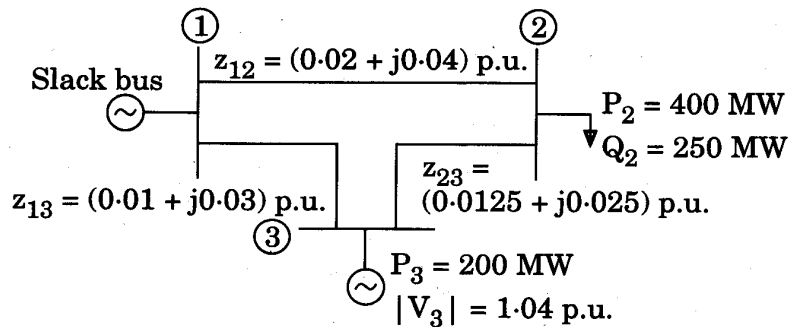 ① ②
z₁₂ = (0·02 + j0·04) p.u.
Slack bus
P₂ = 400 MW
Q₂ = 250 MW
z₂₃ =
(0·0125 + j0·025) p.u.
z₁₃ = (0·01 + j0·03) p.u.
③
P₃ = 200 MW
|V₃| = 1·04 p.u.